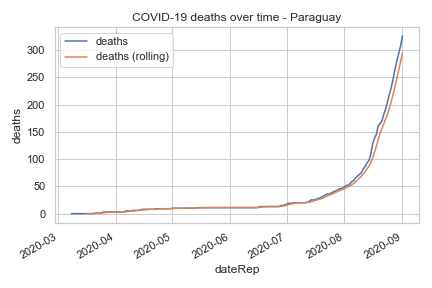 COVID-19 deaths over time - Paraguay
deaths
deaths (rolling)
300
250
200
150
100
50
0
deaths
2020-03
2020-04
2020-05
2020-06
2020-07
2020-08
2020-09
dateRep